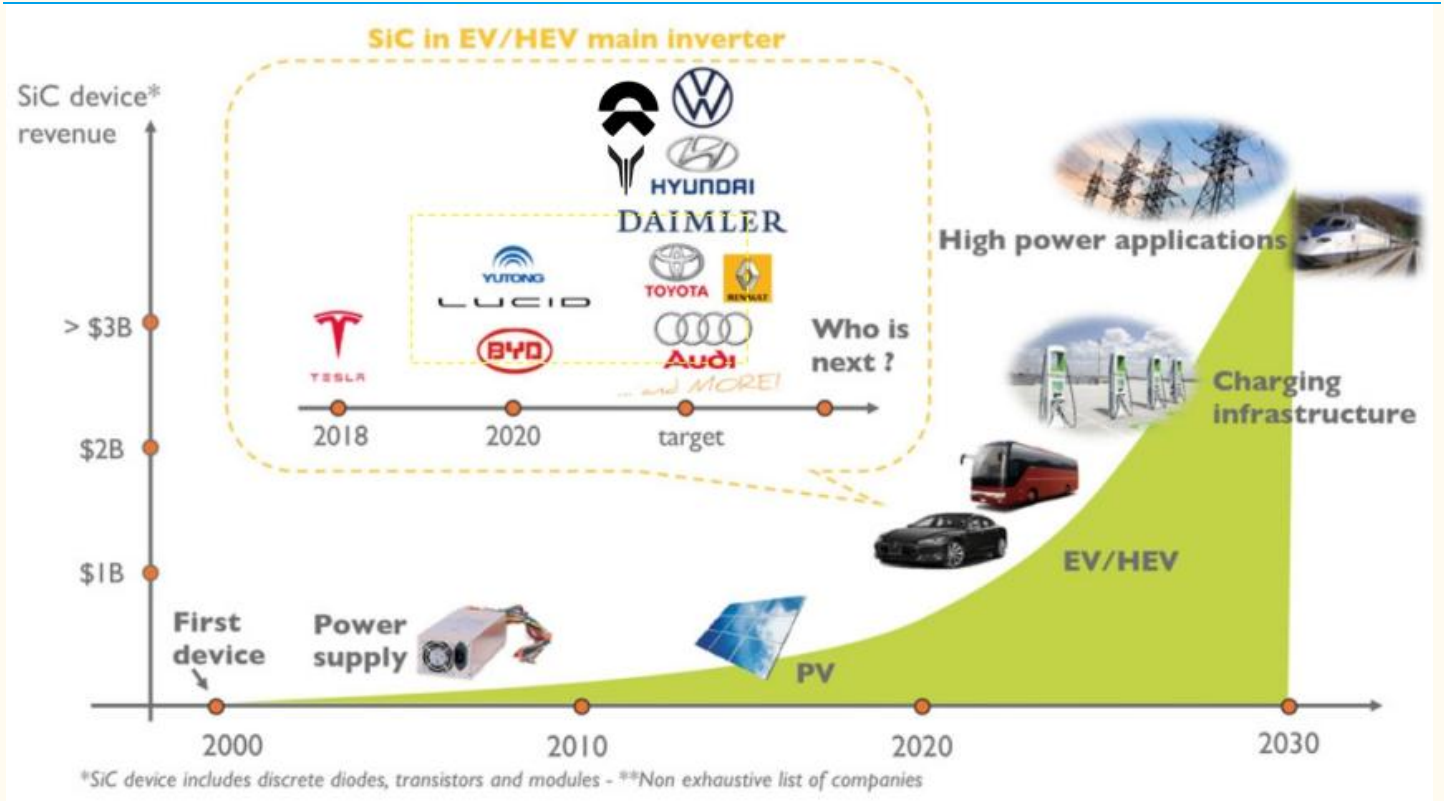 SiC in EV/HEV main inverter
SiC device*
revenue
> $3B
$2B
$1B
HYUNDAI
DAIMLER
YUTONG
LUCID
BYD
TESLA
TOYOTA
RENAULT
Audi
... and MORE!
Who is
next ?
2018
2020
target
High power applications
Charging
infrastructure
EV/HEV
First
device
Power
supply
PV
2000
2010
2020
2030
*SiC device includes discrete diodes, transistors and modules - **Non exhaustive list of companies